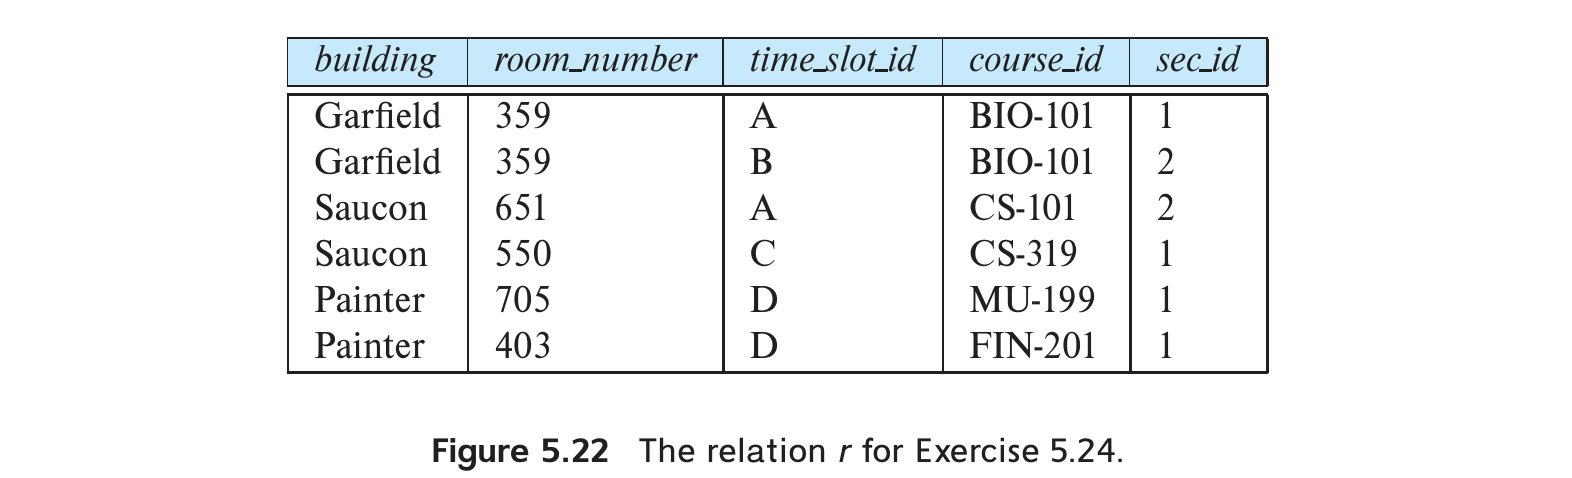 building room_number time_slot_id course_id sec_id
Garfield 359 A BIO-101 1
Garfield 359 B BIO-101 2
Saucon 651 A CS-101 2
Saucon 550 C CS-319 1
Painter 705 D MU-199 1
Painter 403 D FIN-201 1
Figure 5.22 The relation r for Exercise 5.24.